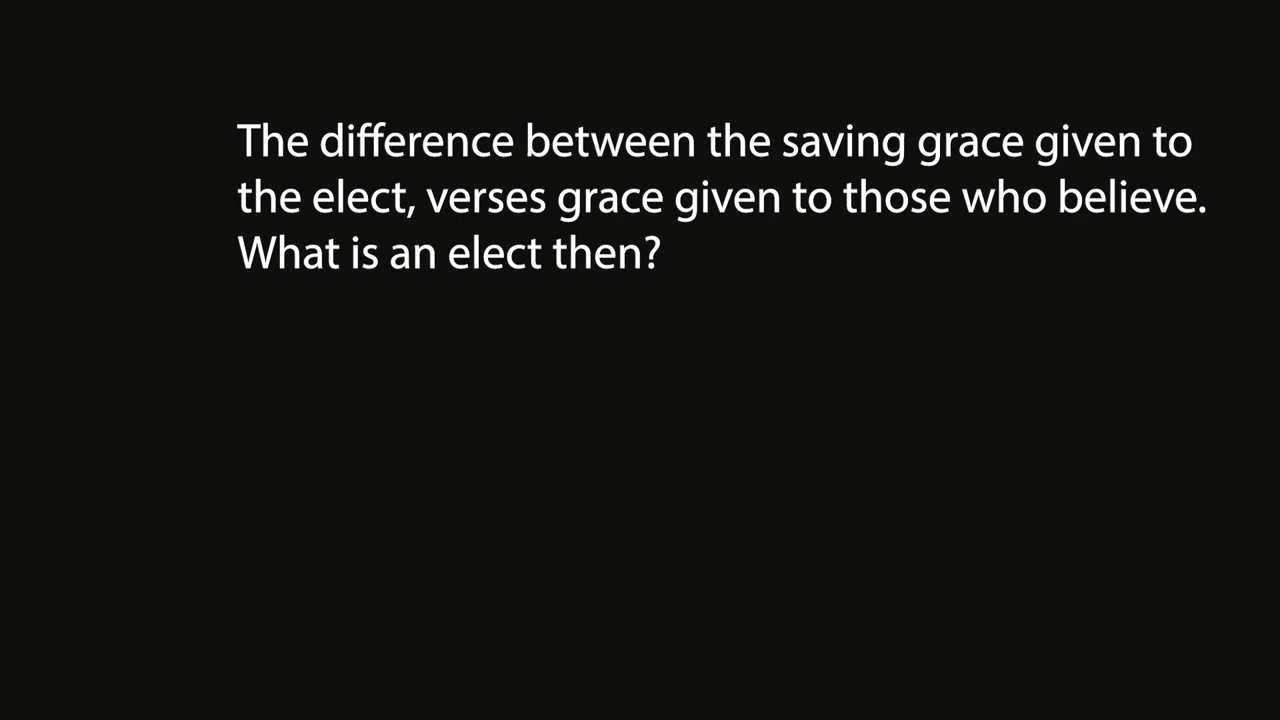 The difference between the saving grace given to
the elect, verses grace given to those who believe.
What is an elect then?